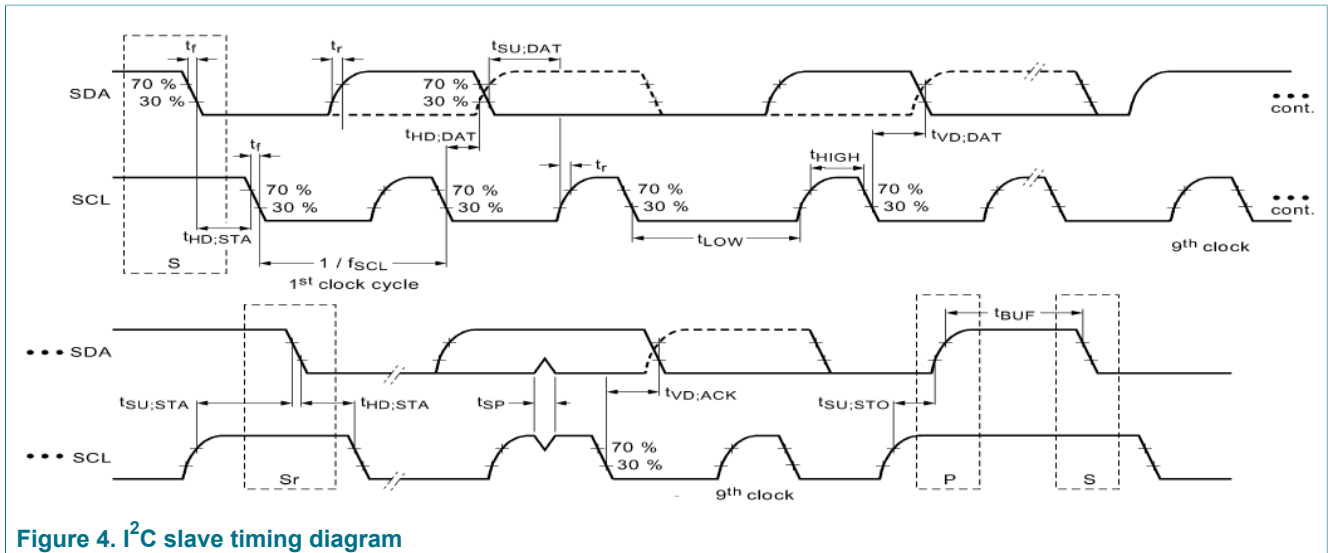 tf
tr
tSU;DAT
SDA
70 %
30 %
70 %
30 %
••• cont.
tHD;DAT
tVD;DAT
tf
tr
tHIGH
SCL
70 %
30 %
70 %
30 %
70 %
30 %
70 %
30 %
••• cont.
tHD;STA
tLOW
S
1 / fSCL
1st clock cycle
9th clock
tBUF
••• SDA
tSU;STA
tHD;STA
tSP
tVD;ACK
tSU;STO
••• SCL
70 %
30 %
Sr
9th clock
P
S
Figure 4. I²C slave timing diagram